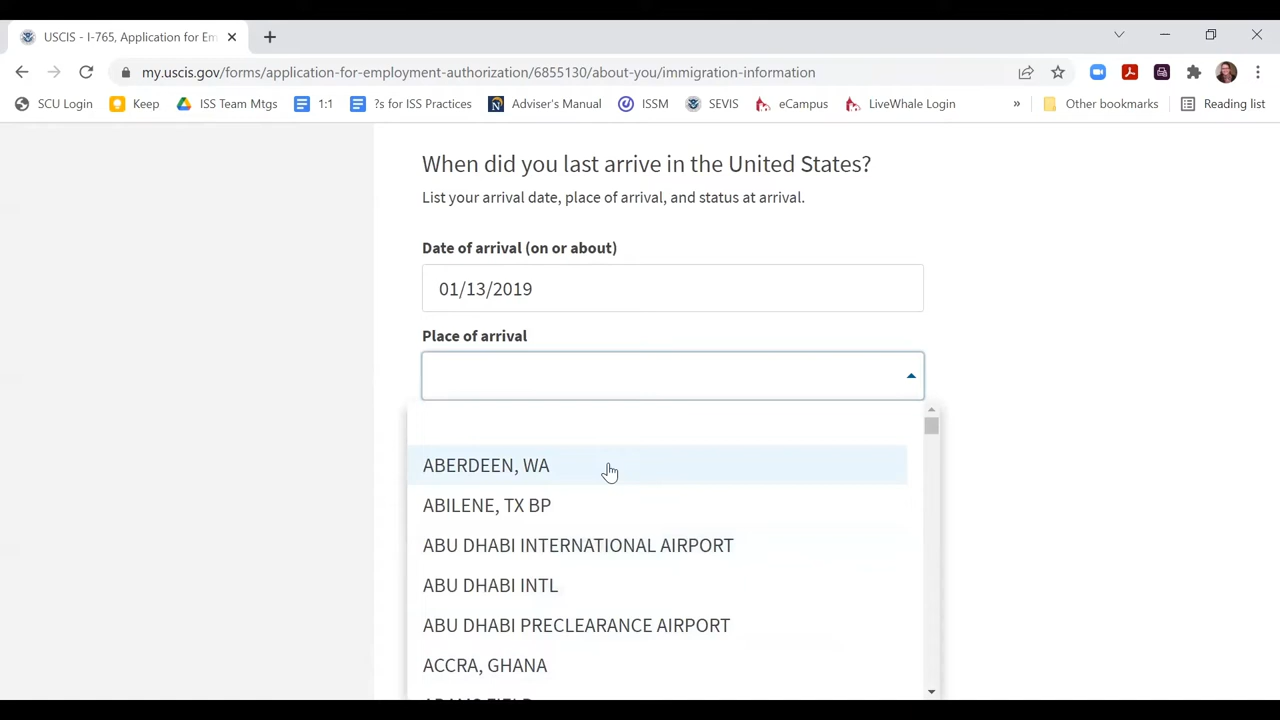 USCIS - I-765, Application for Em
my.uscis.gov/forms/application-for-employment-authorization/6855130/about-you/immigration-information
SCU Login Keep ISS Team Mtgs 1:1 ?s for ISS Practices Adviser's Manual ISSM SEVIS eCampus LiveWhale Login » Other bookmarks Reading list
When did you last arrive in the United States?
List your arrival date, place of arrival, and status at arrival.
Date of arrival (on or about)
01/13/2019
Place of arrival
ABERDEEN, WA
ABILENE, TX BP
ABU DHABI INTERNATIONAL AIRPORT
ABU DHABI INTL
ABU DHABI PRECLEARANCE AIRPORT
ACCRA, GHANA